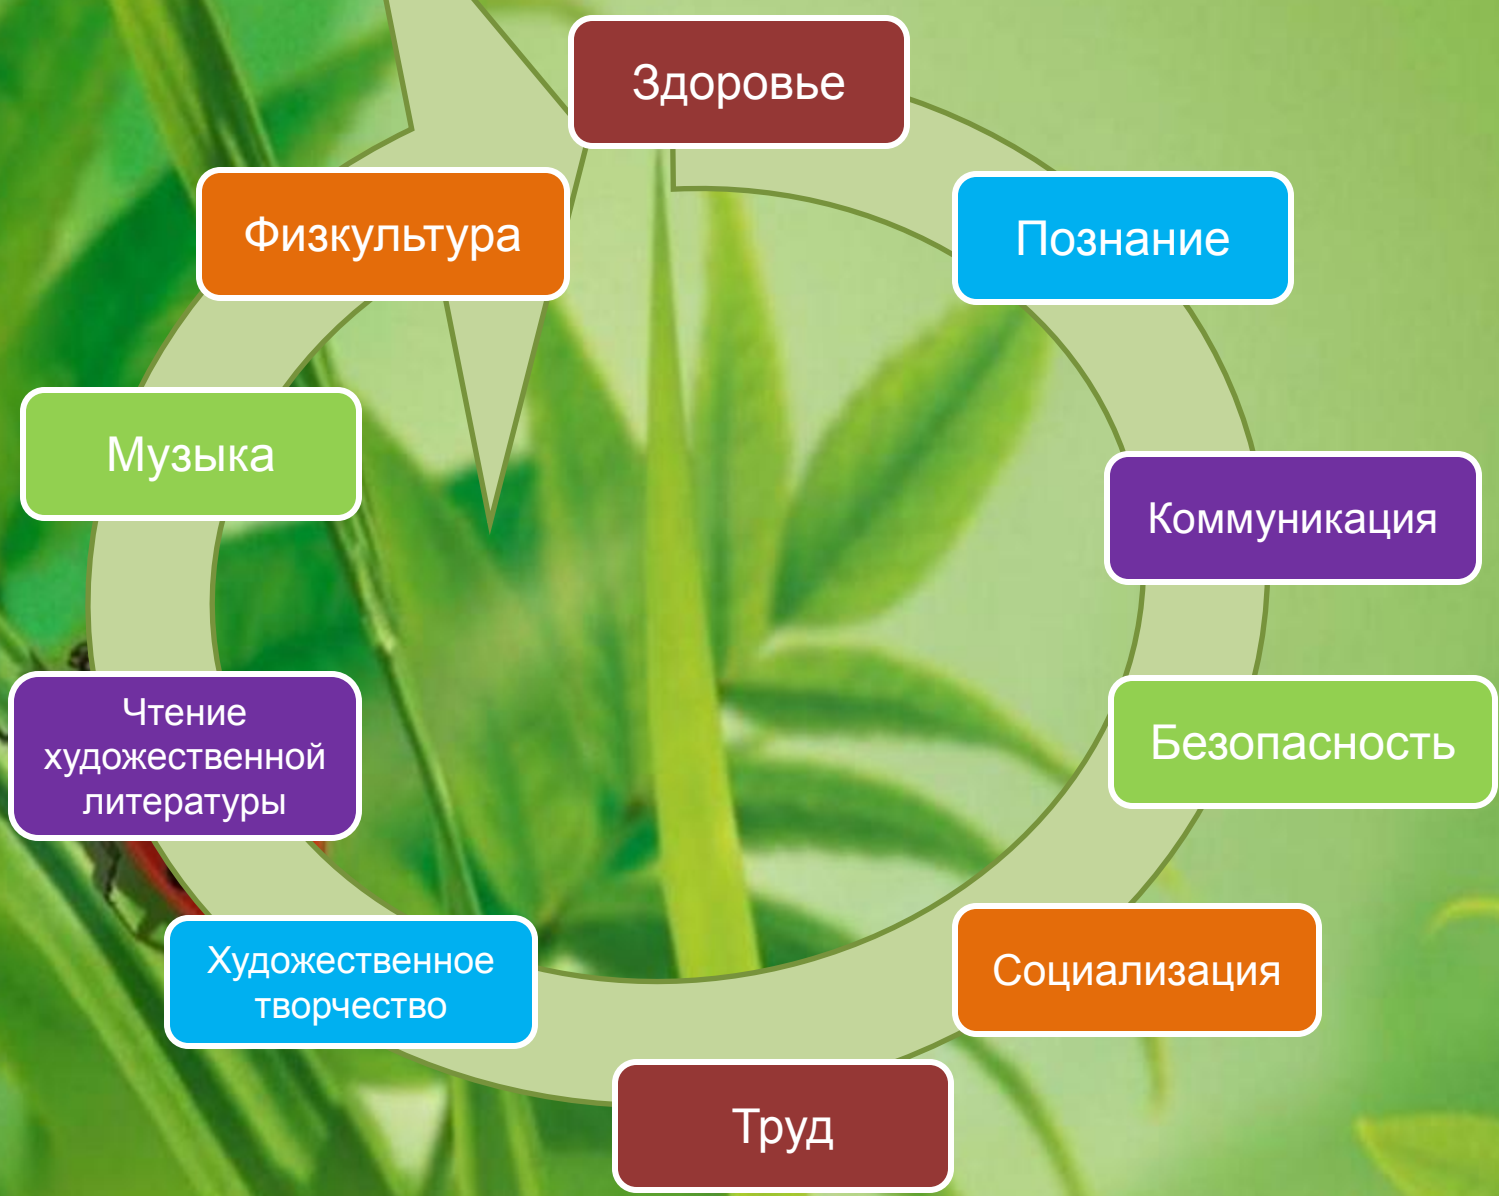 Здоровье
Физкультура
Познание
Музыка
Коммуникация
Чтение
художественной
литературы
Безопасность
Художественное
творчество
Социализация
Труд